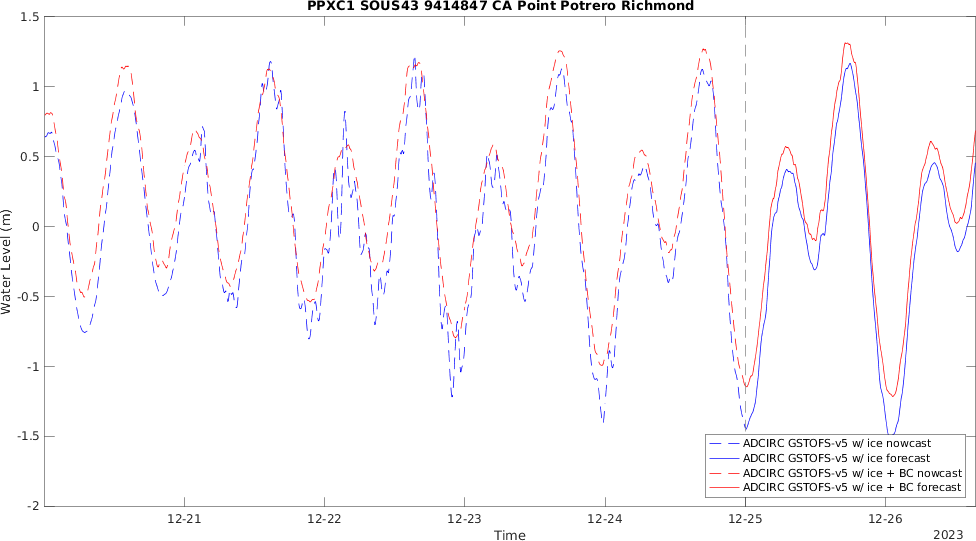 PPXC1 SOUS43 9414847 CA Point Potrero Richmond
1.5
1
0.5
0
-0.5
-1
-1.5
-2
Water Level (m)
12-21
12-22
12-23
12-24
12-25
12-26
Time
2023
ADCIRC GSTOFS-v5 w/ ice nowcast
ADCIRC GSTOFS-v5 w/ ice forecast
ADCIRC GSTOFS-v5 w/ ice + BC nowcast
ADCIRC GSTOFS-v5 w/ ice + BC forecast